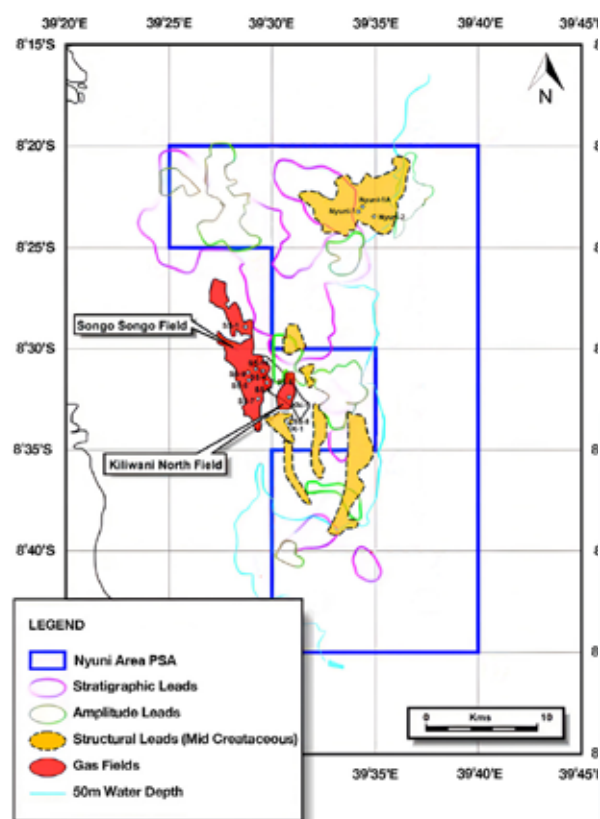 39°20'E 39°25'E 39°30'E 39°35'E 39°40'E 39°45'E
8°15'S
N
8°20'S
Nyuni-1A
Nyuni-2
8°25'S
Songo Songo Field
8°30'S
8°35'S
Kiliwani North Field
8°40'S
LEGEND
Nyuni Area PSA
Stratigraphic Leads
Amplitude Leads
Structural Leads (Mid Creataceous)
Gas Fields
50m Water Depth
0 Kms 10
39°35'E 39°40'E 39°45'E